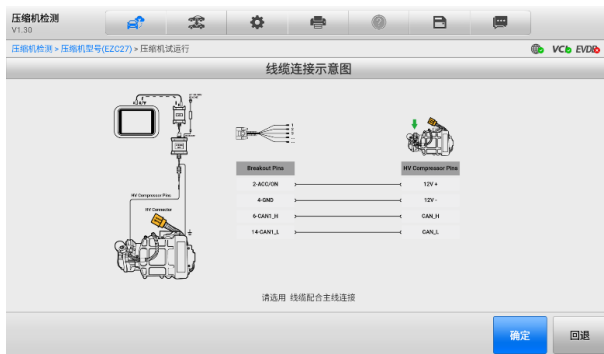 压缩机检测
V1.30
压缩机检测 > 压缩机型号(EZC27) > 压缩机试运行
VCI EVDB
线缆连接示意图
HV Compressor Pins
HV Connector
Breakout Pins HV Compressor Pins
2-ACC/ON 12V +
4-GND 12V -
6-CAN1_H CAN_H
14-CAN1_L CAN_L
请选用 线缆配合主线连接
确定 回退